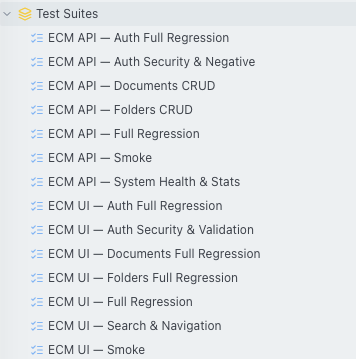 Test Suites
ECM API — Auth Full Regression
ECM API — Auth Security & Negative
ECM API — Documents CRUD
ECM API — Folders CRUD
ECM API — Full Regression
ECM API — Smoke
ECM API — System Health & Stats
ECM UI — Auth Full Regression
ECM UI — Auth Security & Validation
ECM UI — Documents Full Regression
ECM UI — Folders Full Regression
ECM UI — Full Regression
ECM UI — Search & Navigation
ECM UI — Smoke